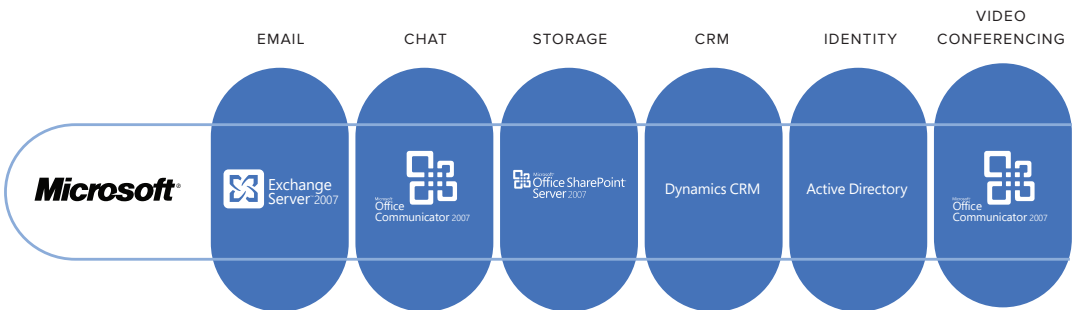 VIDEO
EMAIL CHAT STORAGE CRM IDENTITY CONFERENCING
Microsoft®
Exchange
Server 2007
Microsoft
Office
Communicator 2007
Microsoft
Office SharePoint
Server 2007
Dynamics CRM
Active Directory
Microsoft
Office
Communicator 2007